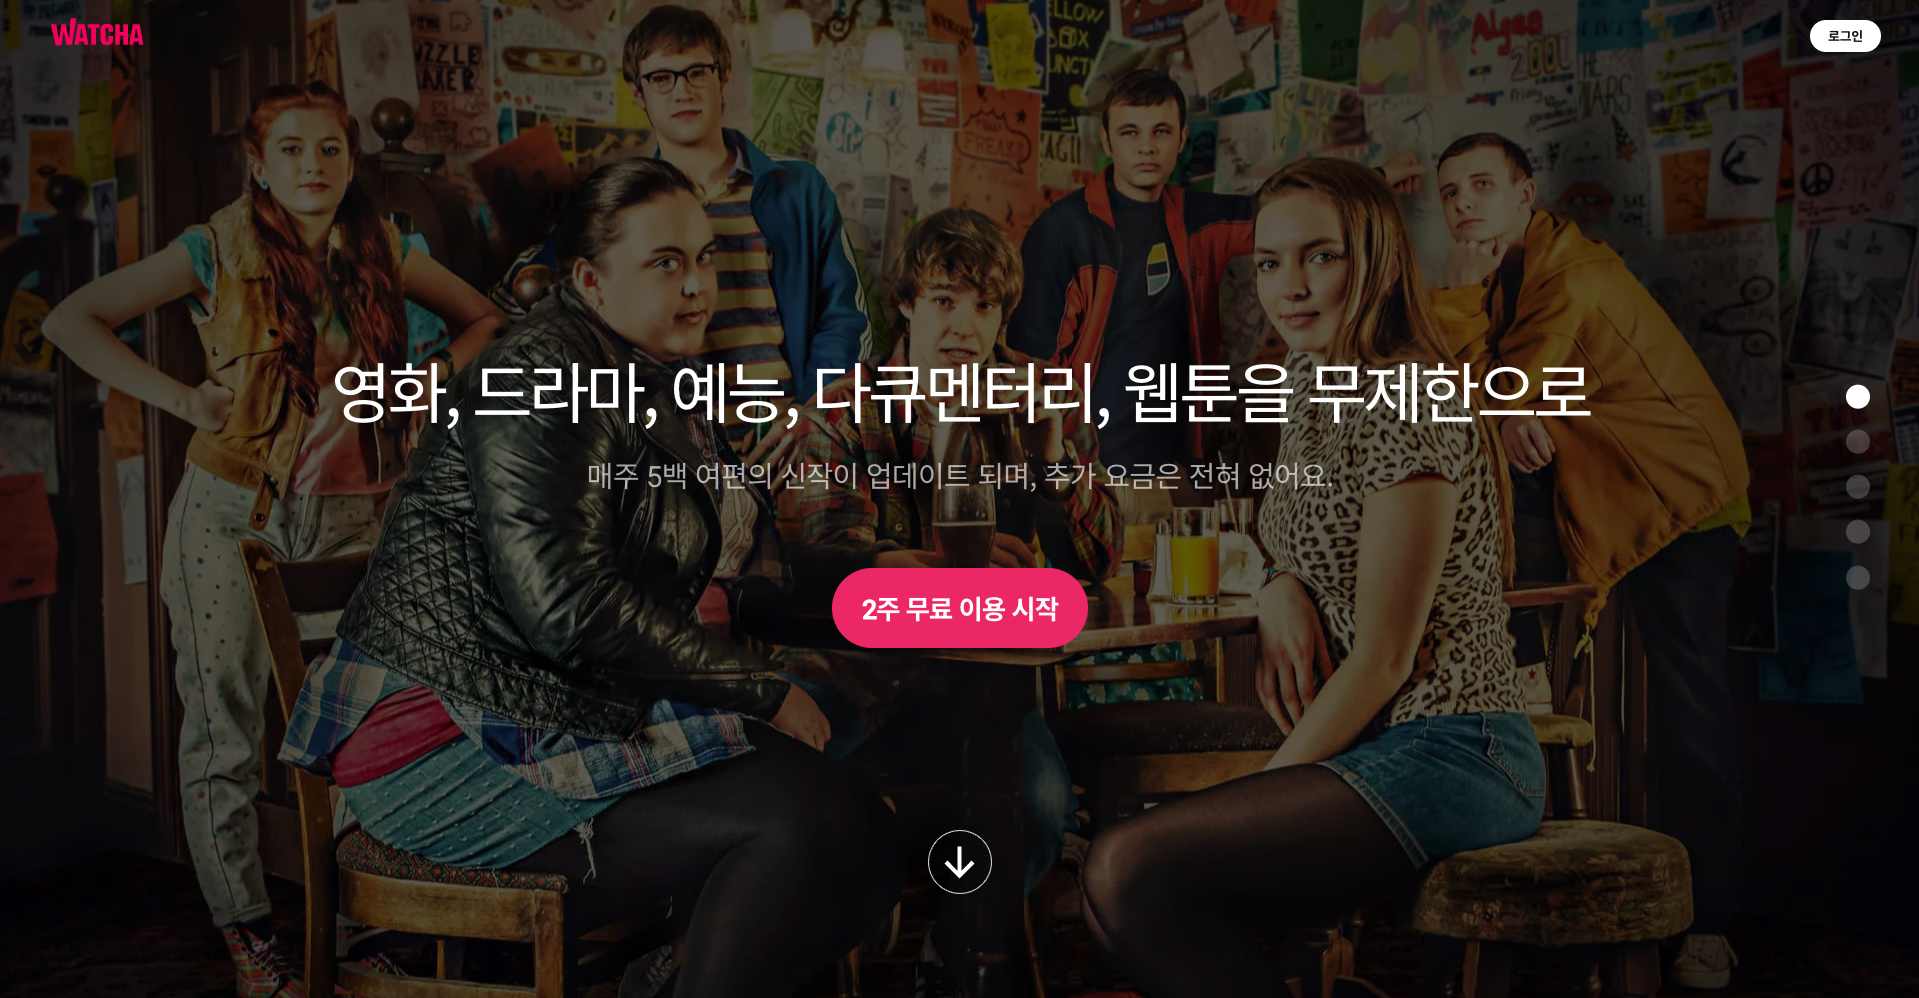 WATCHA
로그인
YELLOW
FREAKS
영화, 드라마, 예능, 다큐멘터리, 웹툰을 무제한으로
매주 5백 여편의 신작이 업데이트 되며, 추가 요금은 전혀 없어요.
2주 무료 이용 시작